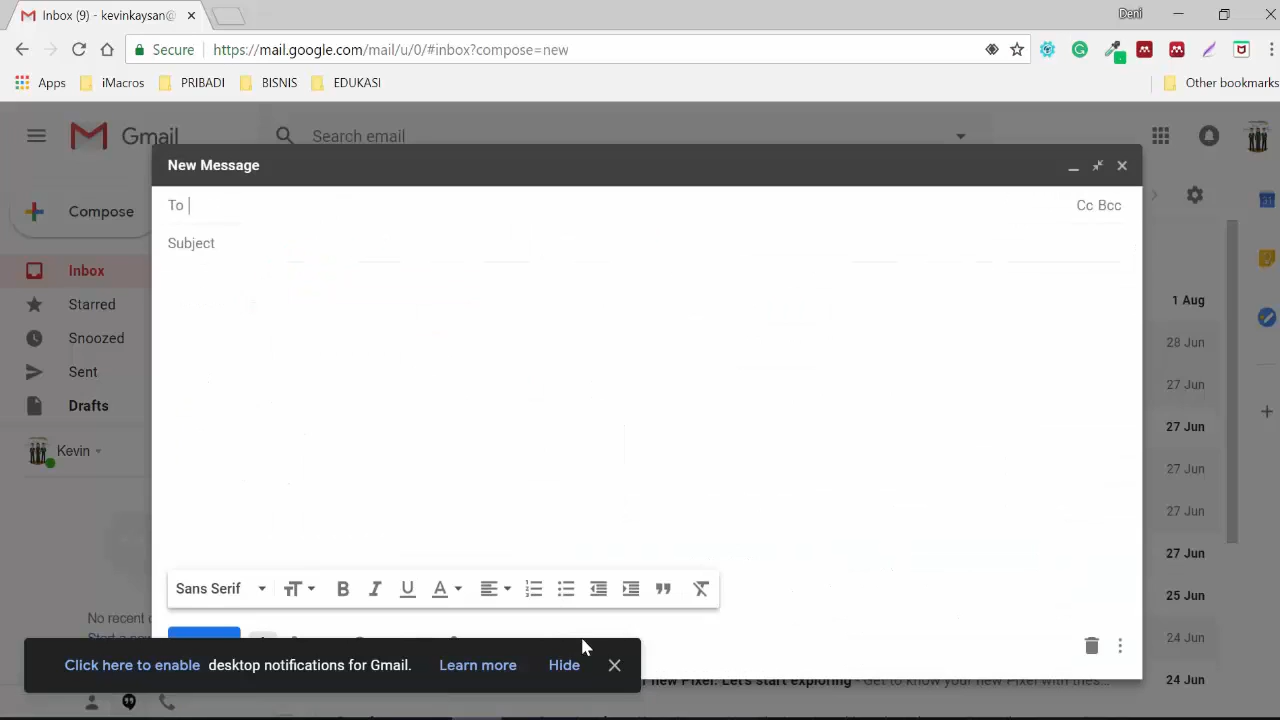 Inbox (9) - kevinkaysan@
Deni
Secure
https://mail.google.com/mail/u/0/#inbox?compose=new
Apps
iMacros
PRIBADI
BISNIS
EDUKASI
Other bookmarks
Gmail
Search email
New Message
To
Cc Bcc
Compose
Subject
Inbox
Starred
1 Aug
Snoozed
28 Jun
Sent
27 Jun
Drafts
27 Jun
Kevin
27 Jun
27 Jun
27 Jun
Sans Serif
25 Jun
No recent
Start a new
24 Jun
Click here to enable desktop notifications for Gmail. Learn more Hide
new Pixel. Let's start exploring - Get to know your new Pixel with
24 Jun